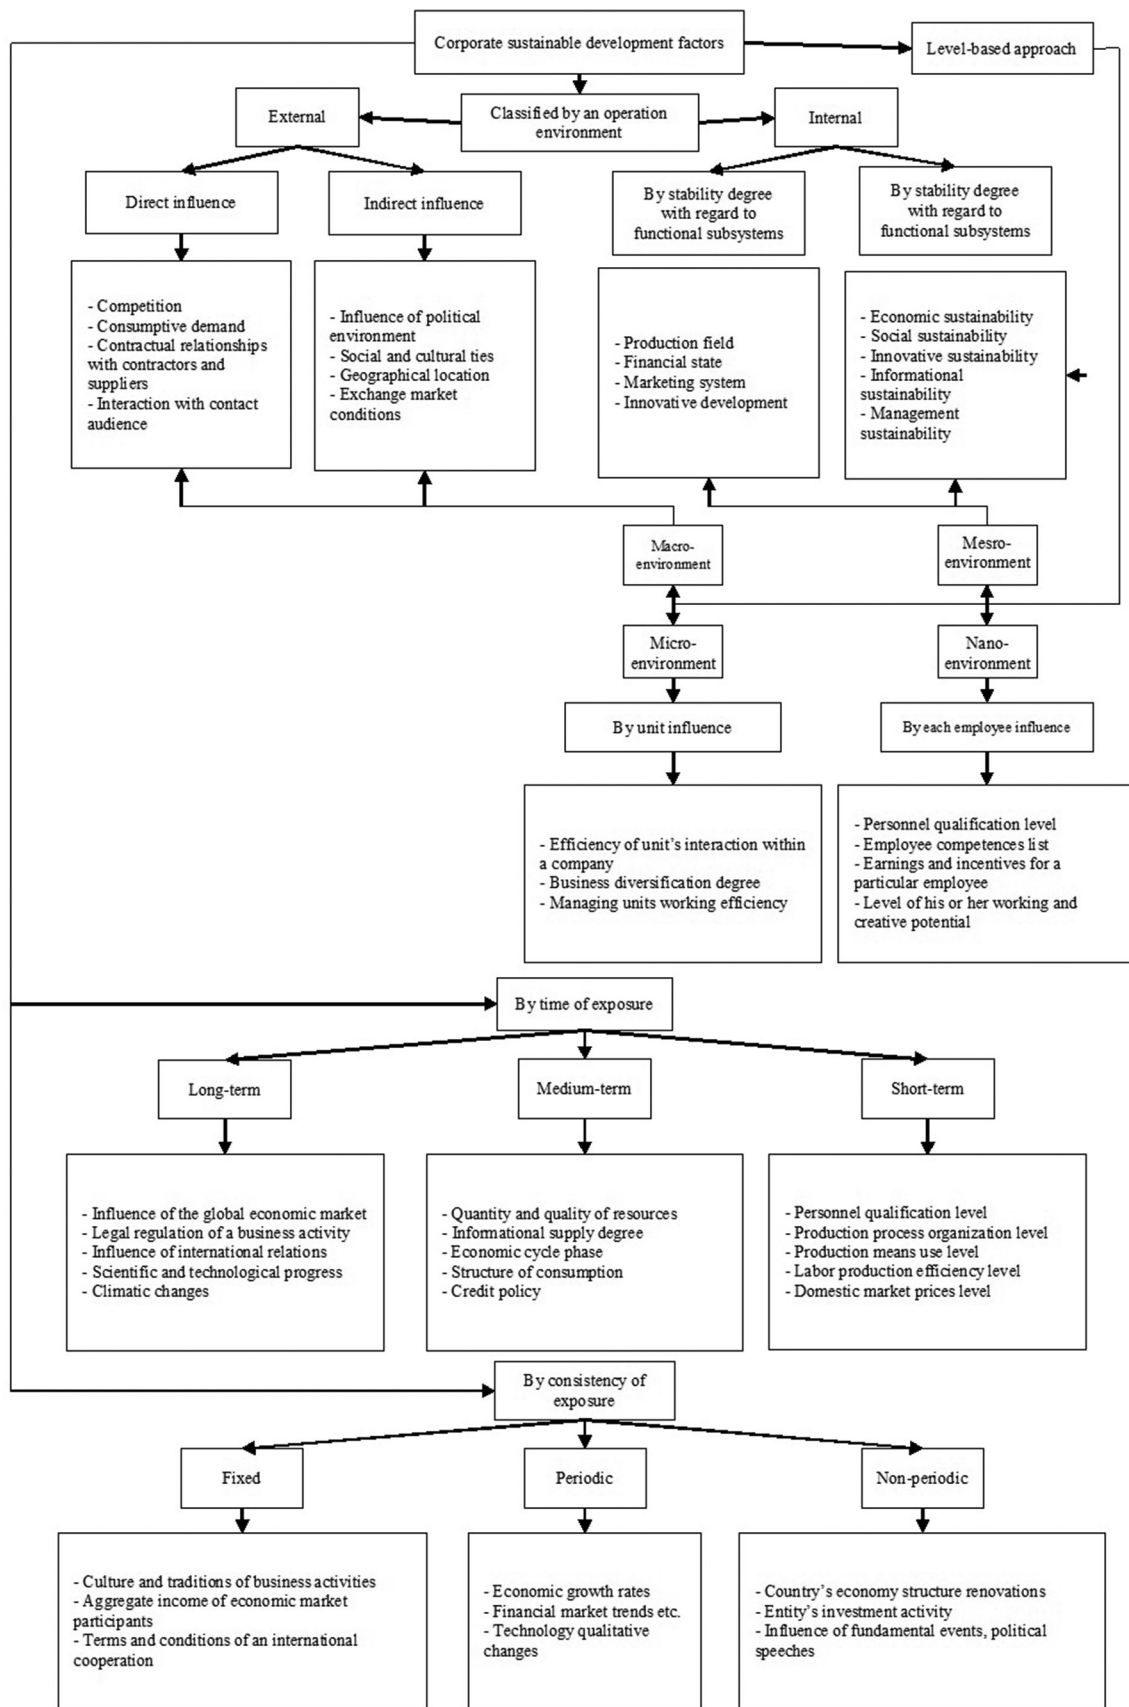 Corporate sustainable development factors
Level-based approach
External
Classified by an operation
environment
Internal
Direct influence
Indirect influence
By stability degree
with regard to
functional subsystems
By stability degree
with regard to
functional subsystems
- Competition
- Consumptive demand
- Contractual relationships
with contractors and
suppliers
- Interaction with contact
audience
- Influence of political
environment
- Social and cultural ties
- Geographical location
- Exchange market
conditions
- Production field
- Financial state
- Marketing system
- Innovative development
- Economic sustainability
- Social sustainability
- Innovative sustainability
- Informational
sustainability
- Management
sustainability
Macro-
environment
Mesro-
environment
Micro-
environment
Nano-
environment
By unit influence
By each employee influence
- Efficiency of unit's interaction within
a company
- Business diversification degree
- Managing units working efficiency
- Personnel qualification level
- Employee competences list
- Earnings and incentives for a
particular employee
- Level of his or her working and
creative potential
By time of exposure
Long-term
Medium-term
Short-term
- Influence of the global economic market
- Legal regulation of a business activity
- Influence of international relations
- Scientific and technological progress
- Climatic changes
- Quantity and quality of resources
- Informational supply degree
- Economic cycle phase
- Structure of consumption
- Credit policy
- Personnel qualification level
- Production process organization level
- Production means use level
- Labor production efficiency level
- Domestic market prices level
By consistency of
exposure
Fixed
Periodic
Non-periodic
- Culture and traditions of business activities
- Aggregate income of economic market
participants
- Terms and conditions of an international
cooperation
- Economic growth rates
- Financial market trends etc.
- Technology qualitative
changes
- Country's economy structure renovations
- Entity's investment activity
- Influence of fundamental events, political
speeches